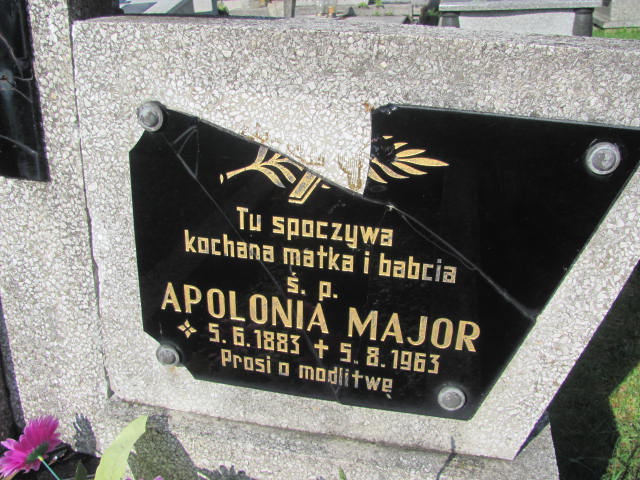 Tu spoczywa
kochana matka i babcia
ś. p.
APOLONIA MAJOR
5.6.1883 + 5.8.1963
Prosi o modlitwę